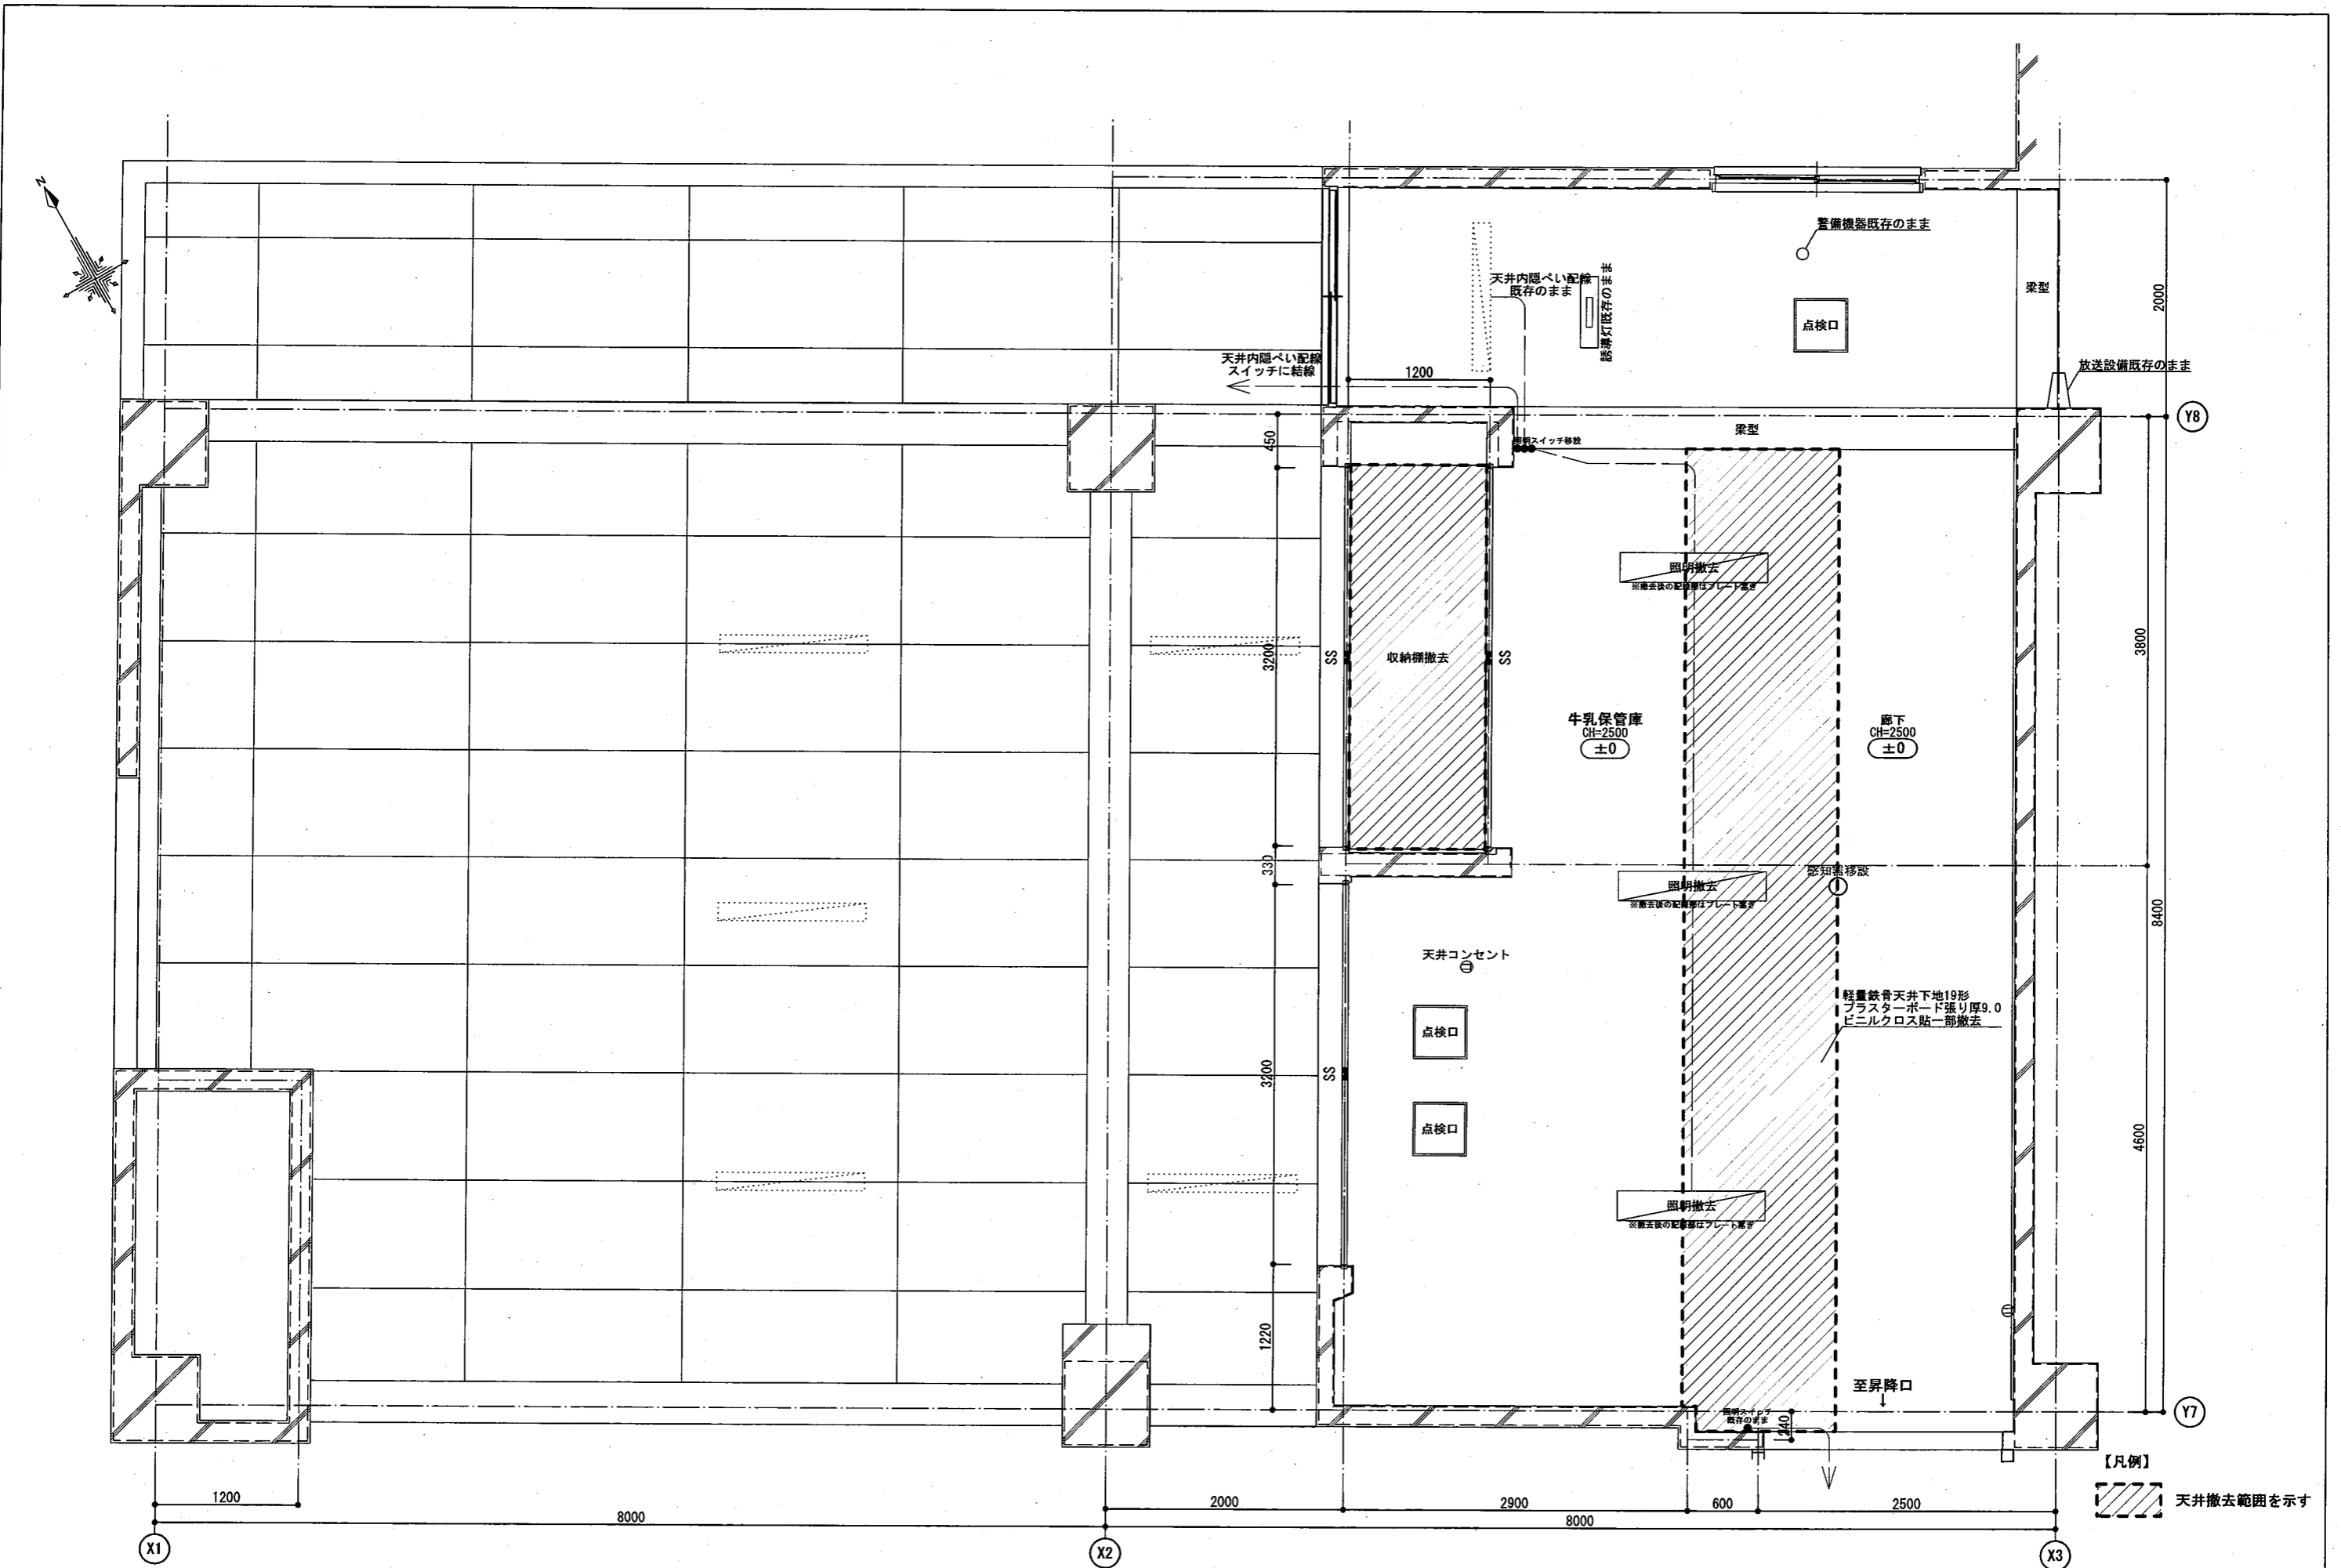 N
警備機器既存のまま
天井内隠ぺい配線
既存のまま
誘導灯既存のまま
点検口
梁型
2000
天井内隠ぺい配線
スイッチに結線
1200
放送設備既存のまま
Y8
450
照明スイッチ移設
梁型
照明撤去
※撤去後の配線部はプレート塞ぎ
3200
SS
収納棚撤去
SS
3800
牛乳保管庫
CH=2500
±0
廊下
CH=2500
±0
330
感知器移設
照明撤去
※撤去後の配線部はプレート塞ぎ
8400
天井コンセント
軽量鉄骨天井下地19形
プラスターボード張り厚9.0
ビニルクロス貼一部撤去
点検口
3200
SS
点検口
4600
照明撤去
※撤去後の配線部はプレート塞ぎ
1220
至昇降口
照明スイッチ
既存のまま
240
Y7
【凡例】
天井撤去範囲を示す
1200
2000
2900
600
2500
8000
8000
X1
X2
X3